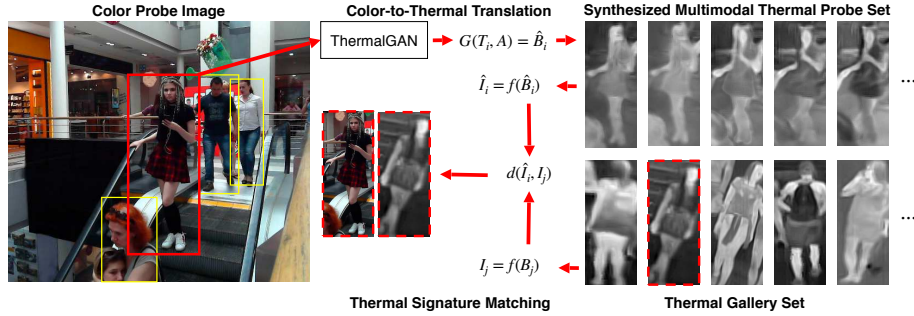 Color Probe Image
Color-to-Thermal Translation
Synthesized Multimodal Thermal Probe Set
ThermalGAN
G(T_i, A) = B̂_i
Î_i = f(B̂_i)
...
d(Î_i, I_j)
I_j = f(B_j)
...
Thermal Signature Matching
Thermal Gallery Set